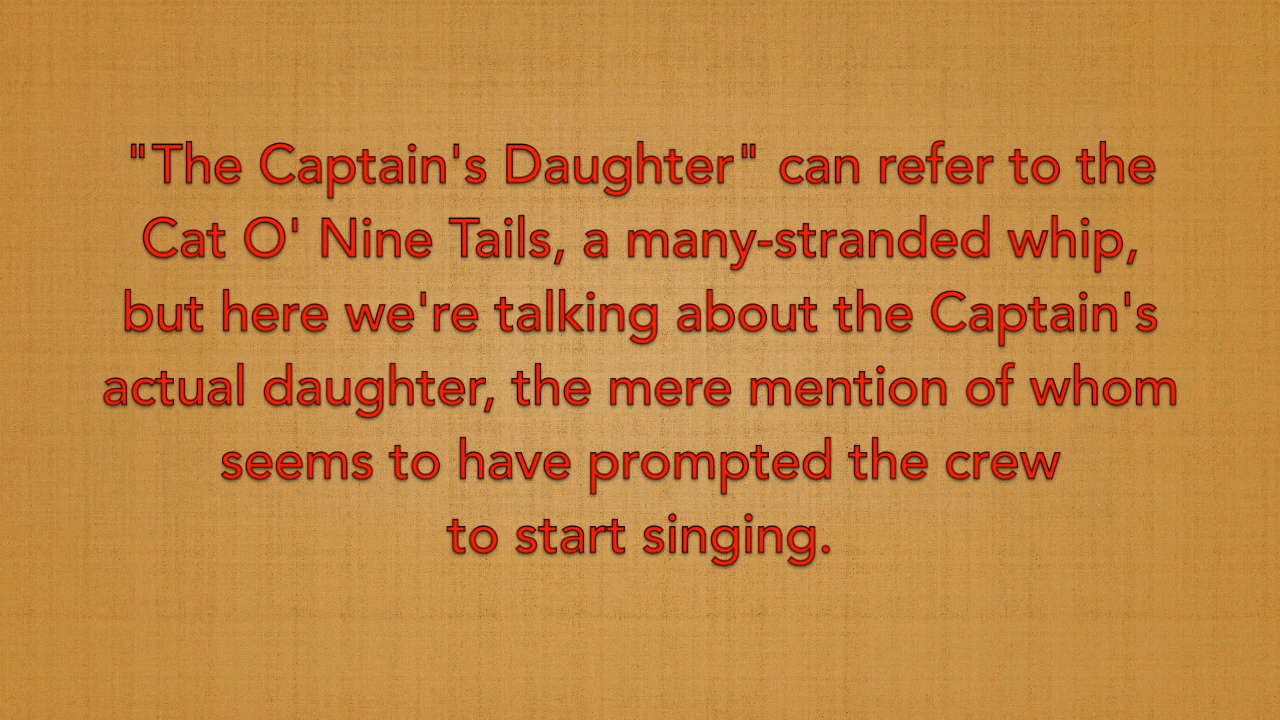 "The Captain's Daughter" can refer to the
Cat O' Nine Tails, a many-stranded whip,
but here we're talking about the Captain's
actual daughter, the mere mention of whom
seems to have prompted the crew
to start singing.